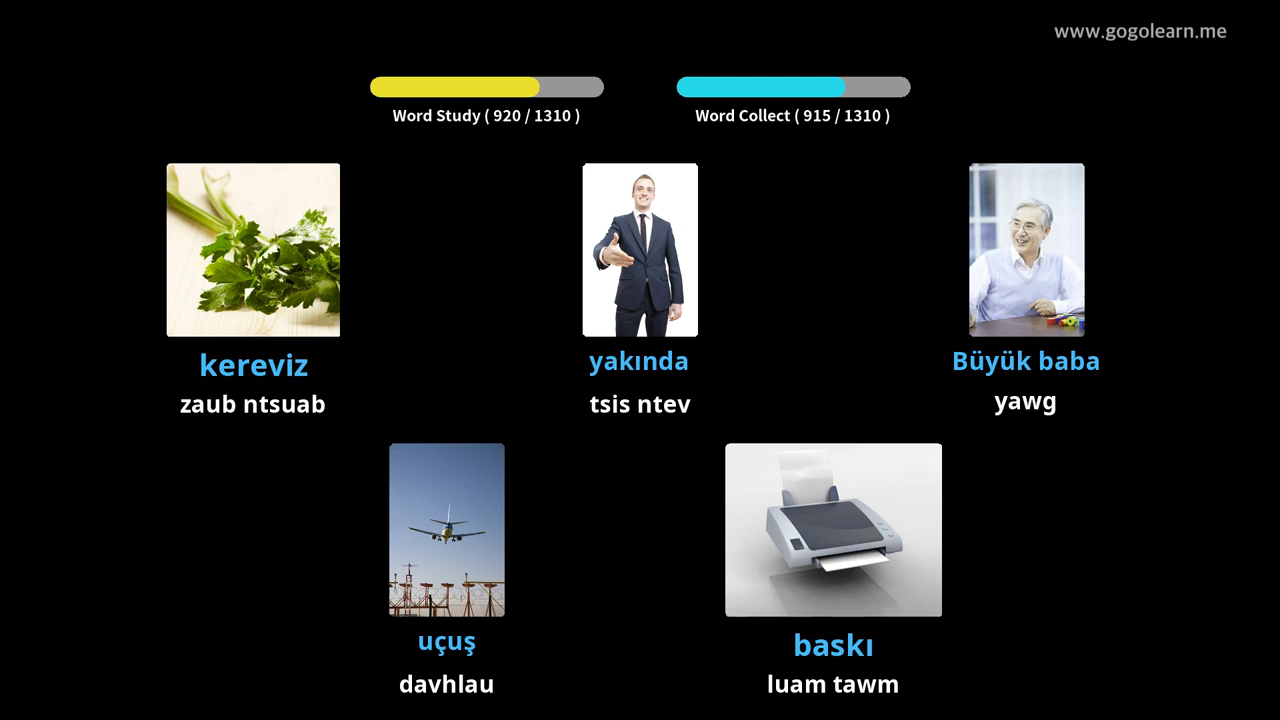 www.gogolearn.me
Word Study ( 920 / 1310 )
Word Collect ( 915 / 1310 )
kereviz
zaub ntsuab
yakında
tsis ntev
Büyük baba
yawg
uçuş
davhlau
baskı
luam tawm